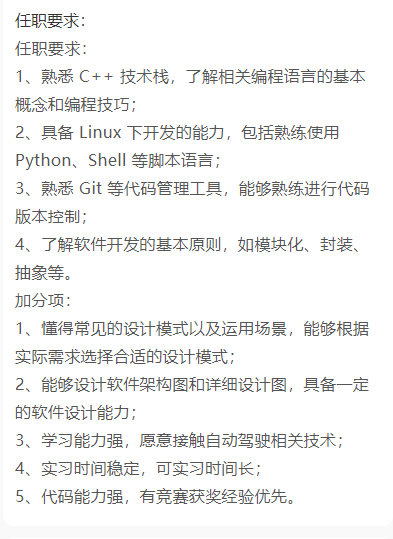 任职要求：
任职要求：
1、熟悉 C++ 技术栈，了解相关编程语言的基本
概念和编程技巧；
2、具备 Linux 下开发的能力，包括熟练使用
Python、Shell 等脚本语言；
3、熟悉 Git 等代码管理工具，能够熟练进行代码
版本控制；
4、了解软件开发的基本原则，如模块化、封装、
抽象等。
加分项：
1、懂得常见的设计模式以及运用场景，能够根据
实际需求选择合适的设计模式；
2、能够设计软件架构图和详细设计图，具备一定
的软件设计能力；
3、学习能力强，愿意接触自动驾驶相关技术；
4、实习时间稳定，可实习时间长；
5、代码能力强，有竞赛获奖经验优先。